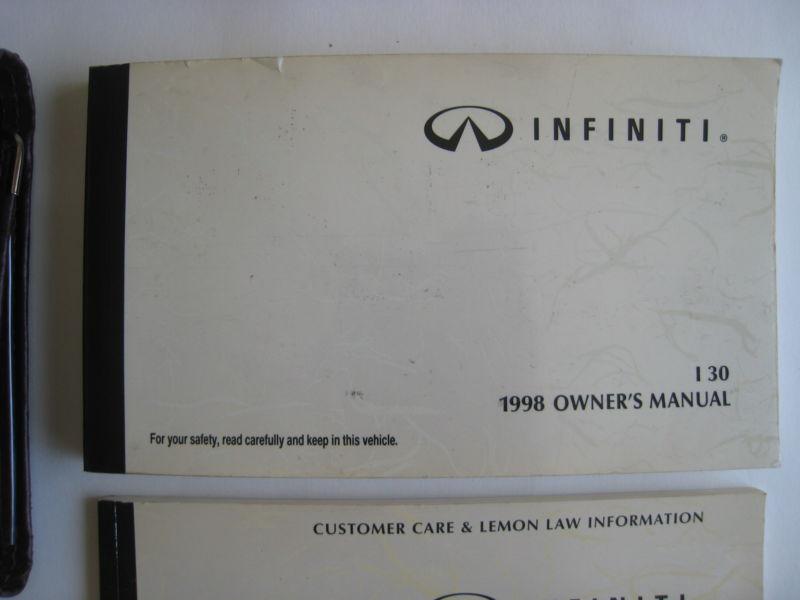 INFINITI®
I 30
1998 OWNER'S MANUAL
For your safety, read carefully and keep in this vehicle.
CUSTOMER CARE & LEMON LAW INFORMATION
INFINITI